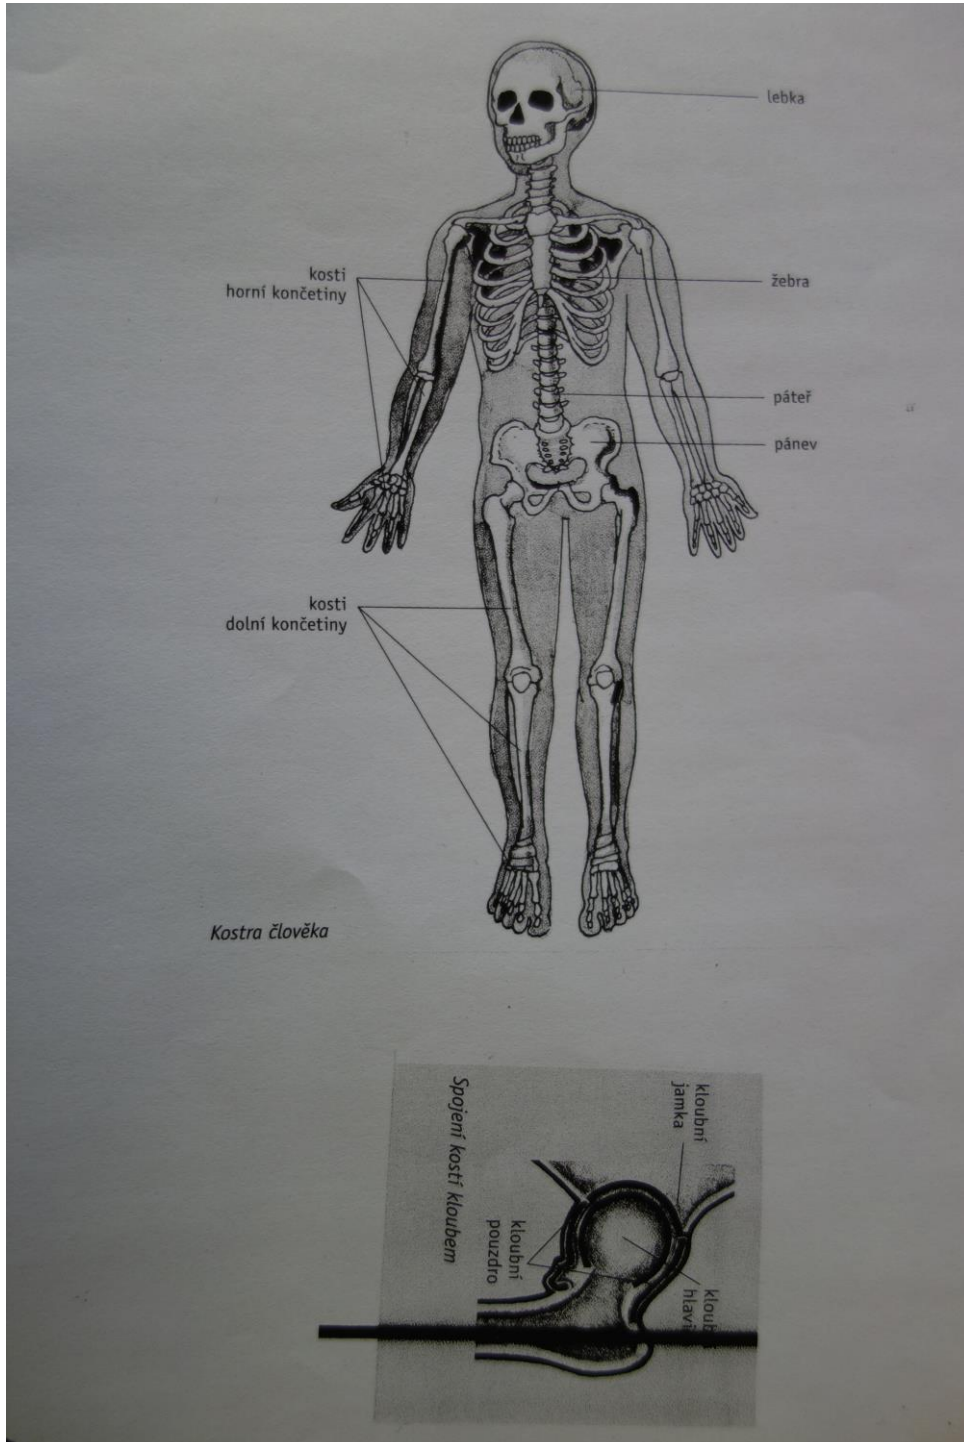 lebka
kosti
horní končetiny
žebra
páteř
pánev
kosti
dolní končetiny
Kostra člověka
Spojení kostí kloubem
kloubní
jamka
kloubní
pouzdro